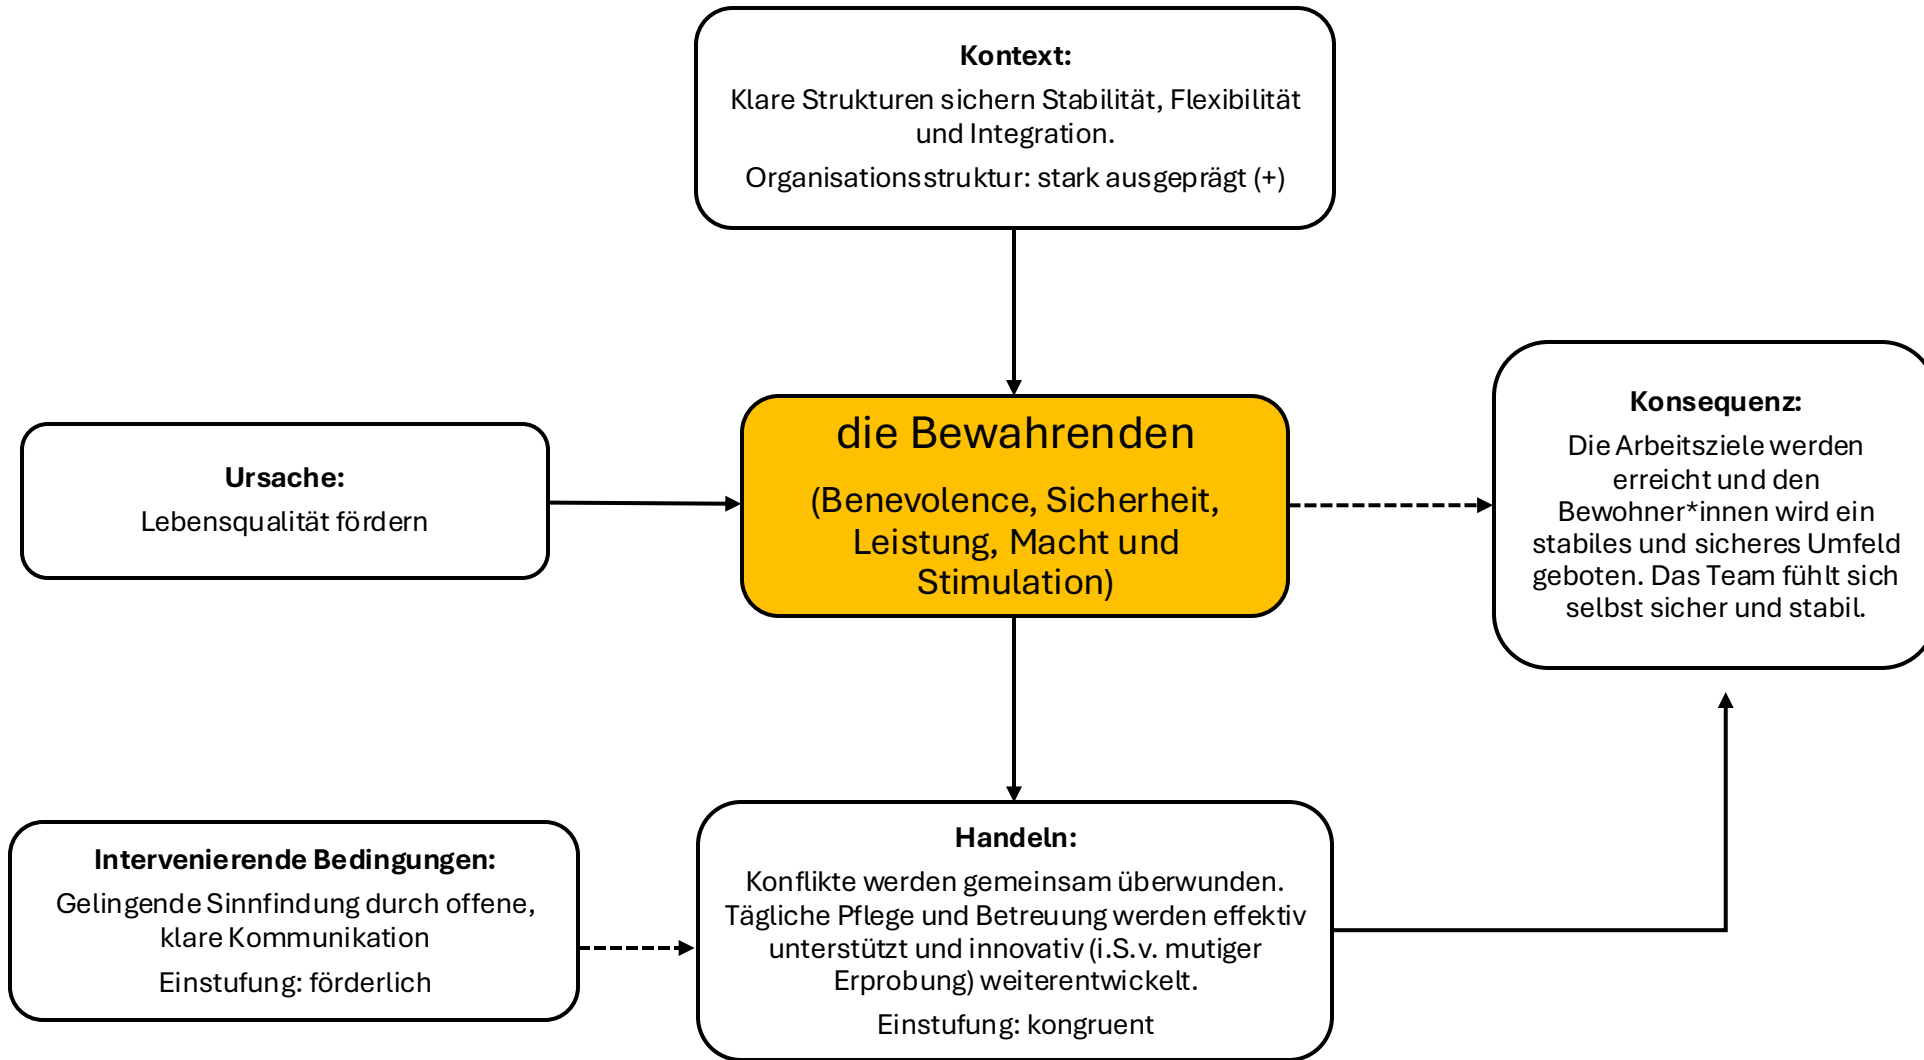 Kontext:
Klare Strukturen sichern Stabilität, Flexibilität
und Integration.
Organisationsstruktur: stark ausgeprägt (+)
Ursache:
Lebensqualität fördern
die Bewahrenden
(Benevolence, Sicherheit,
Leistung, Macht und
Stimulation)
Konsequenz:
Die Arbeitsziele werden
erreicht und den
Bewohner*innen wird ein
stabiles und sicheres Umfeld
geboten. Das Team fühlt sich
selbst sicher und stabil.
Intervenierende Bedingungen:
Gelingende Sinnfindung durch offene,
klare Kommunikation
Einstufung: förderlich
Handeln:
Konflikte werden gemeinsam überwunden.
Tägliche Pflege und Betreuung werden effektiv
unterstützt und innovativ (i.S.v. mutiger
Erprobung) weiterentwickelt.
Einstufung: kongruent